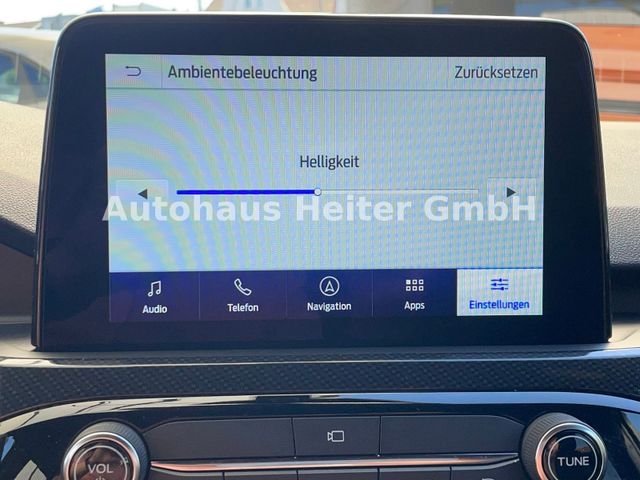 Ambientebeleuchtung Zurücksetzen
Helligkeit
Autohaus Heiter GmbH
Audio Telefon Navigation Apps Einstellungen
VOL TUNE